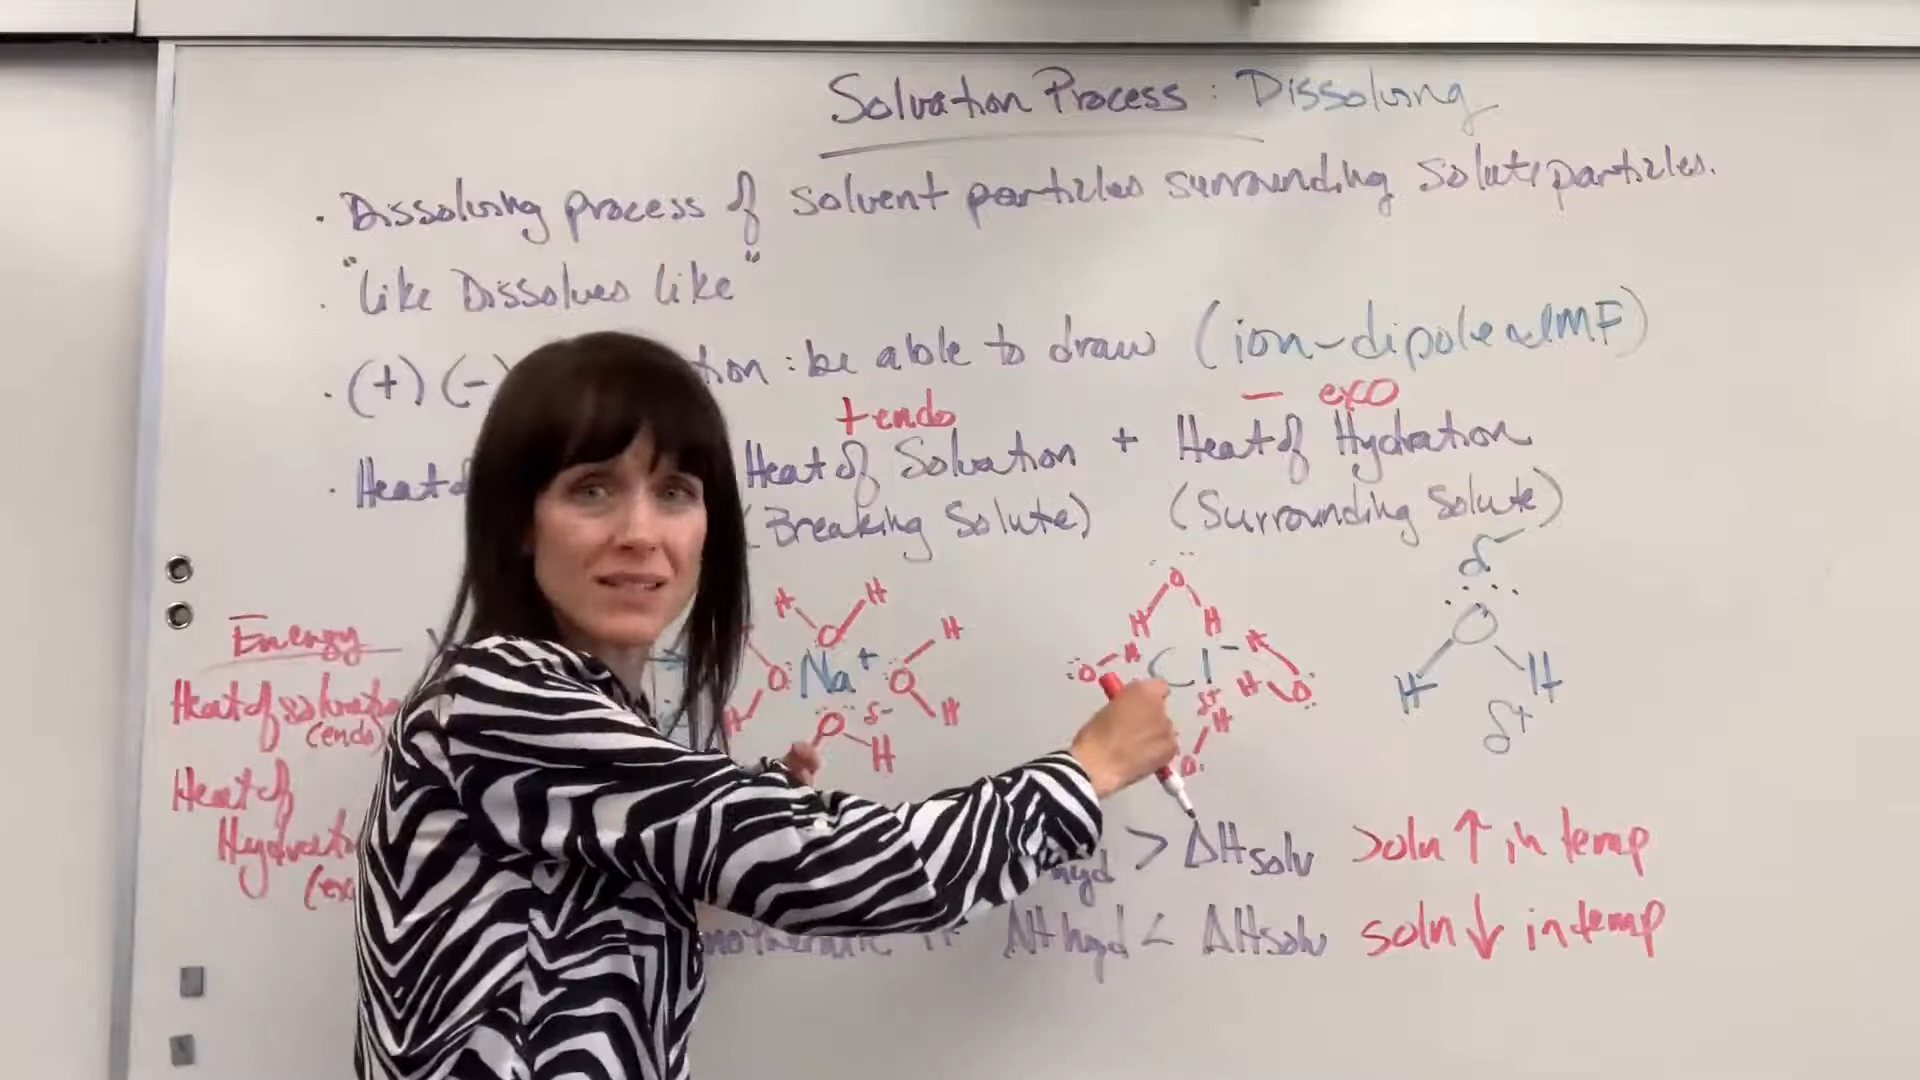 Solvation Process : Dissolving
· Dissolving process of solvent particles surrounding solute particles.
· "Like Dissolves like"
· (+) (-) : be able to draw (ion-dipole IMF)
+ endo
- exo
· Heat of Heat of Solvation + Heat of Hydration
(Breaking Solute) (Surrounding Solute)
Energy
Heat of solvation
(endo)
Heat of
Na+
O H H
O H H
O H H
O H
δ-
Cl-
O H H
O H
H H O
H O
δ+
δ-
O
H H
δ+
hyd > ΔHsolv soln ↑ in temp
ΔHhyd < ΔHsolv soln ↓ in temp